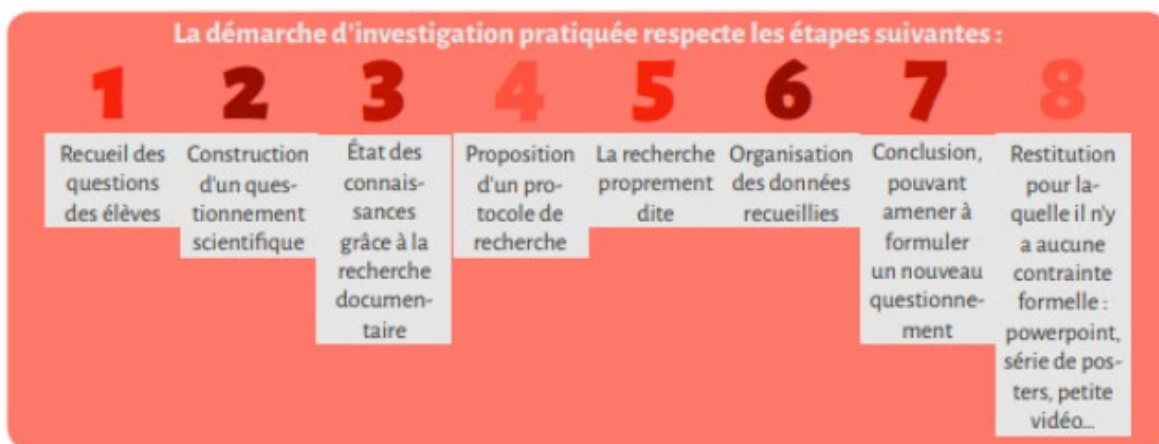 La démarche d'investigation pratiquée respecte les étapes suivantes :
1
Recueil des
questions
des élèves
2
Construction
d'un ques-
tionnement
scientifique
3
État des
connais-
sances
grâce à la
recherche
documen-
taire
4
Proposition
d'un pro-
tocole de
recherche
5
La recherche
proprement
dite
6
Organisation
des données
recueillies
7
Conclusion,
pouvant
amener à
formuler
un nouveau
questionne-
ment
8
Restitution
pour la-
quelle il n'y
a aucune
contrainte
formelle :
powerpoint,
série de pos-
ters, petite
vidéo...